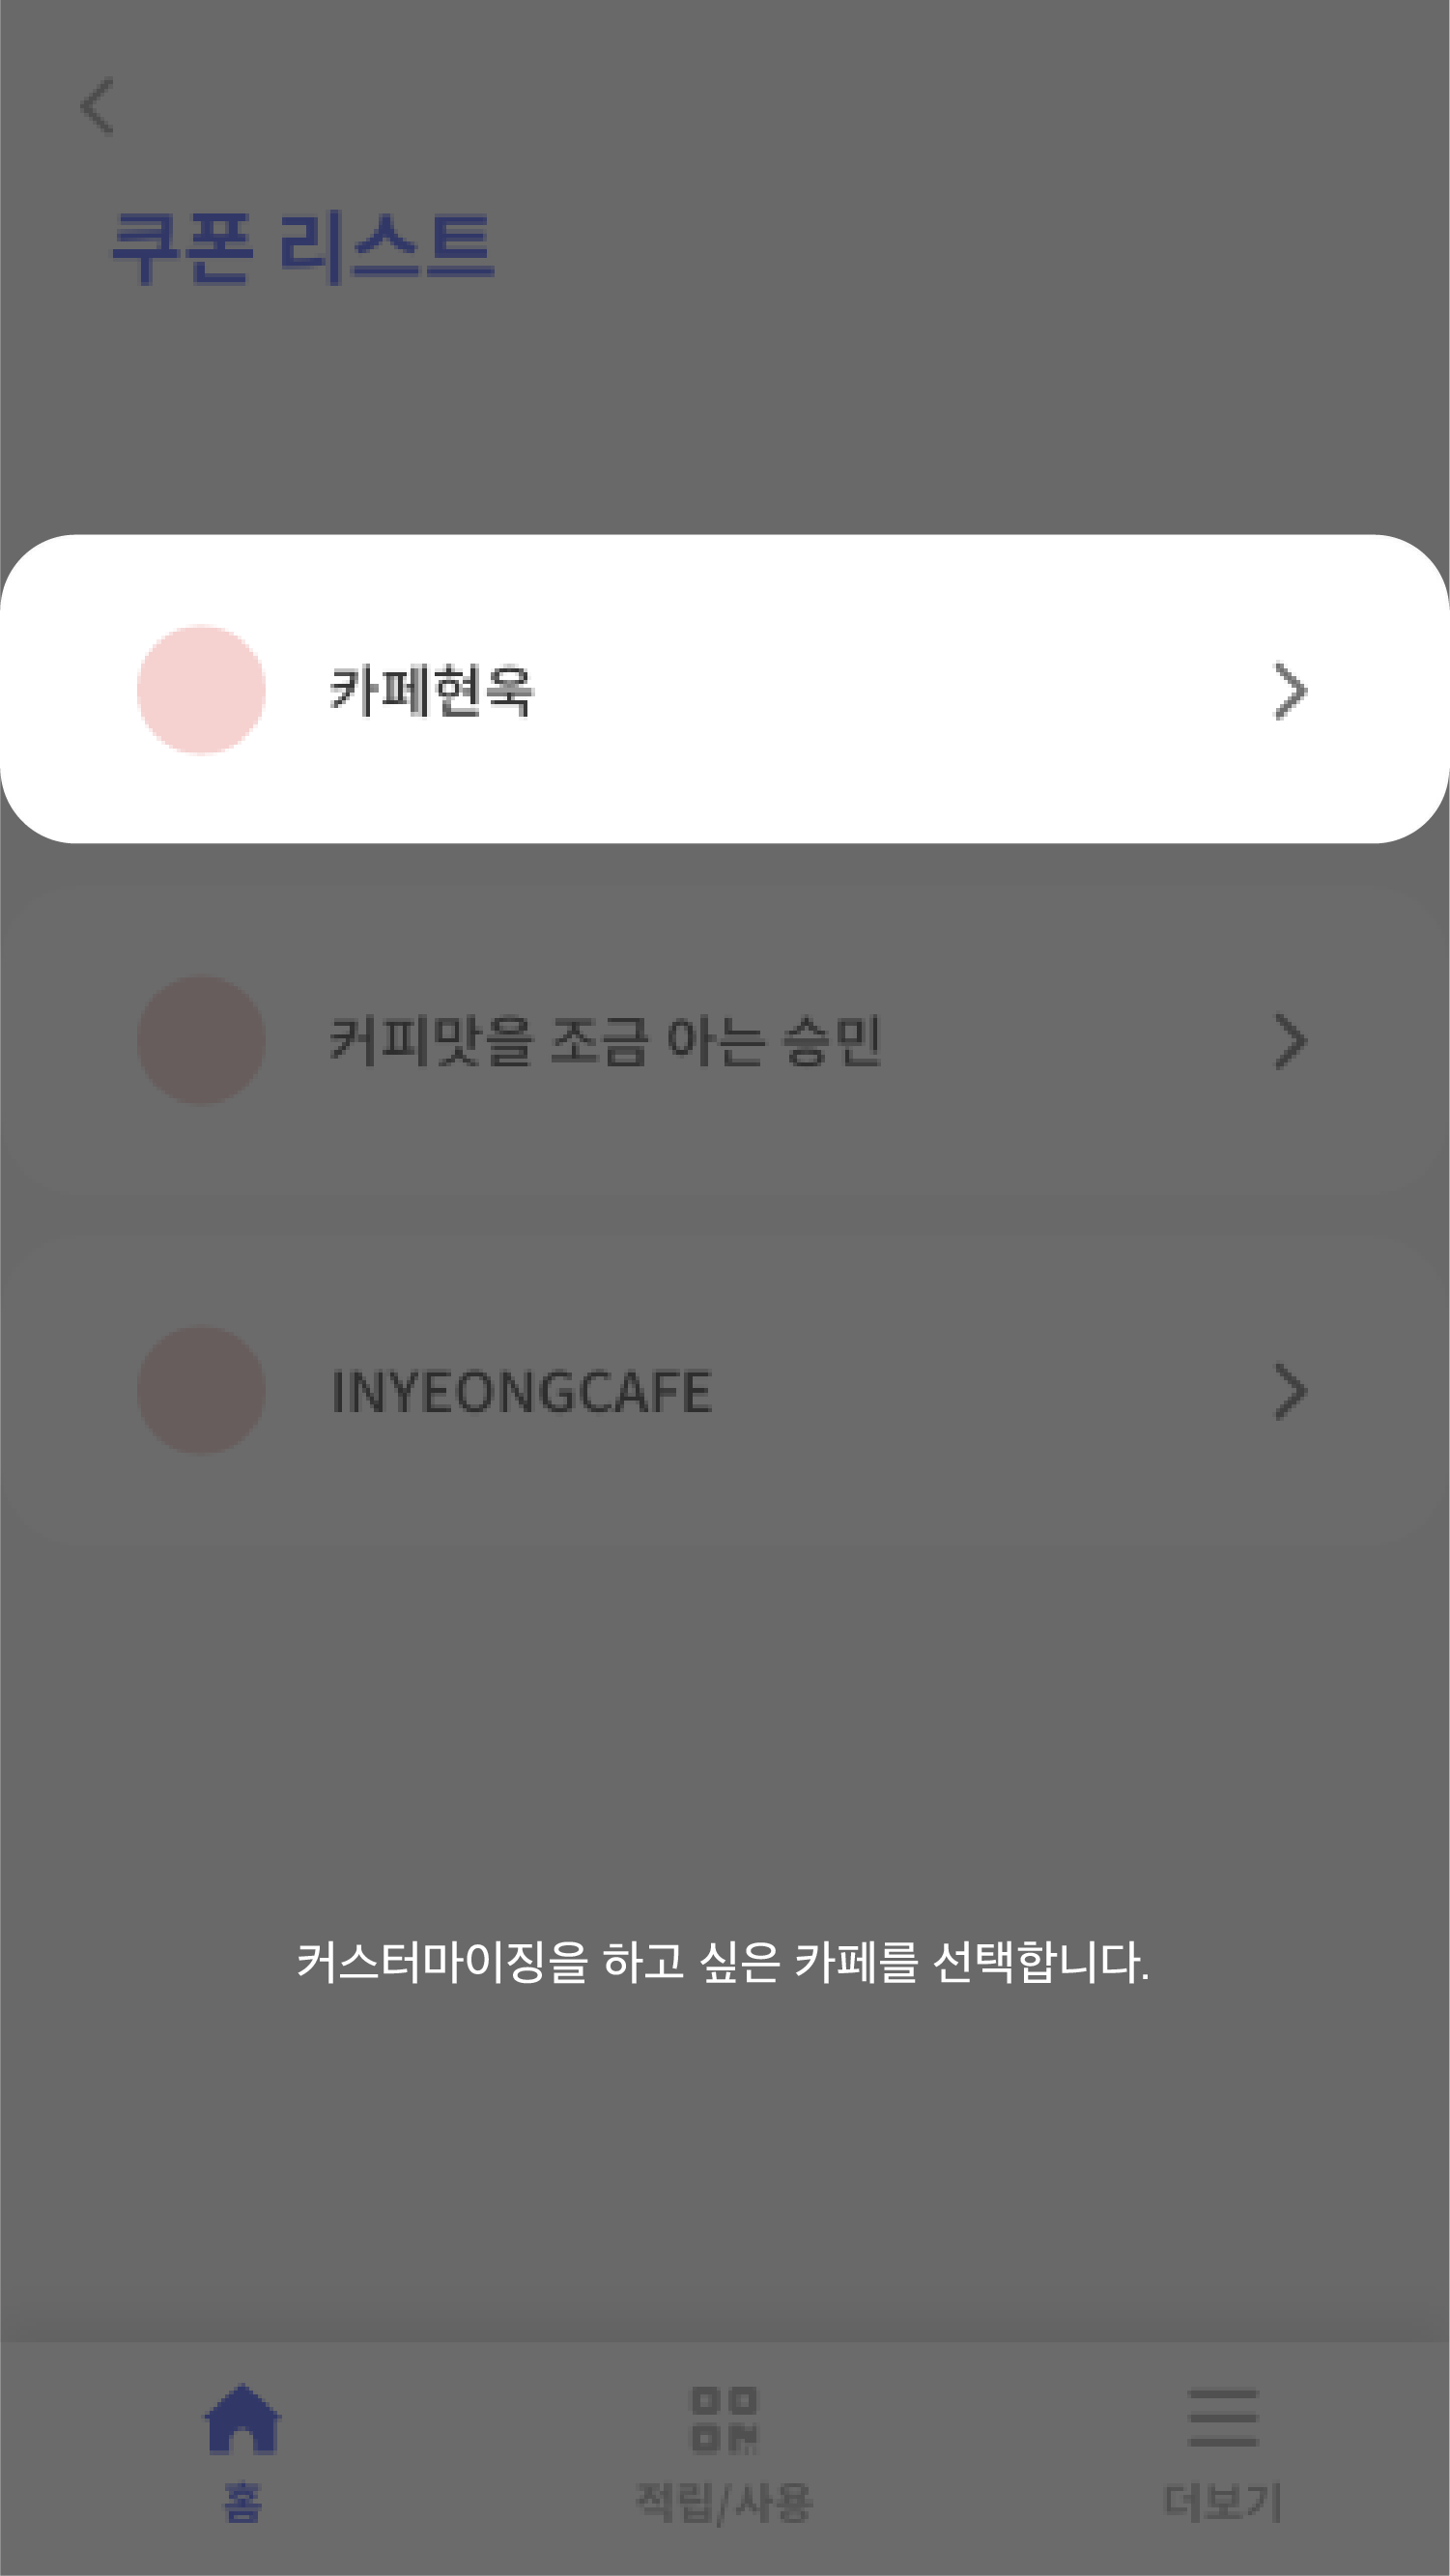 쿠폰 리스트
카페현욱
커피맛을 조금 아는 승민
INYEONGCAFE
커스터마이징을 하고 싶은 카페를 선택합니다.
홈
적립/사용
더보기